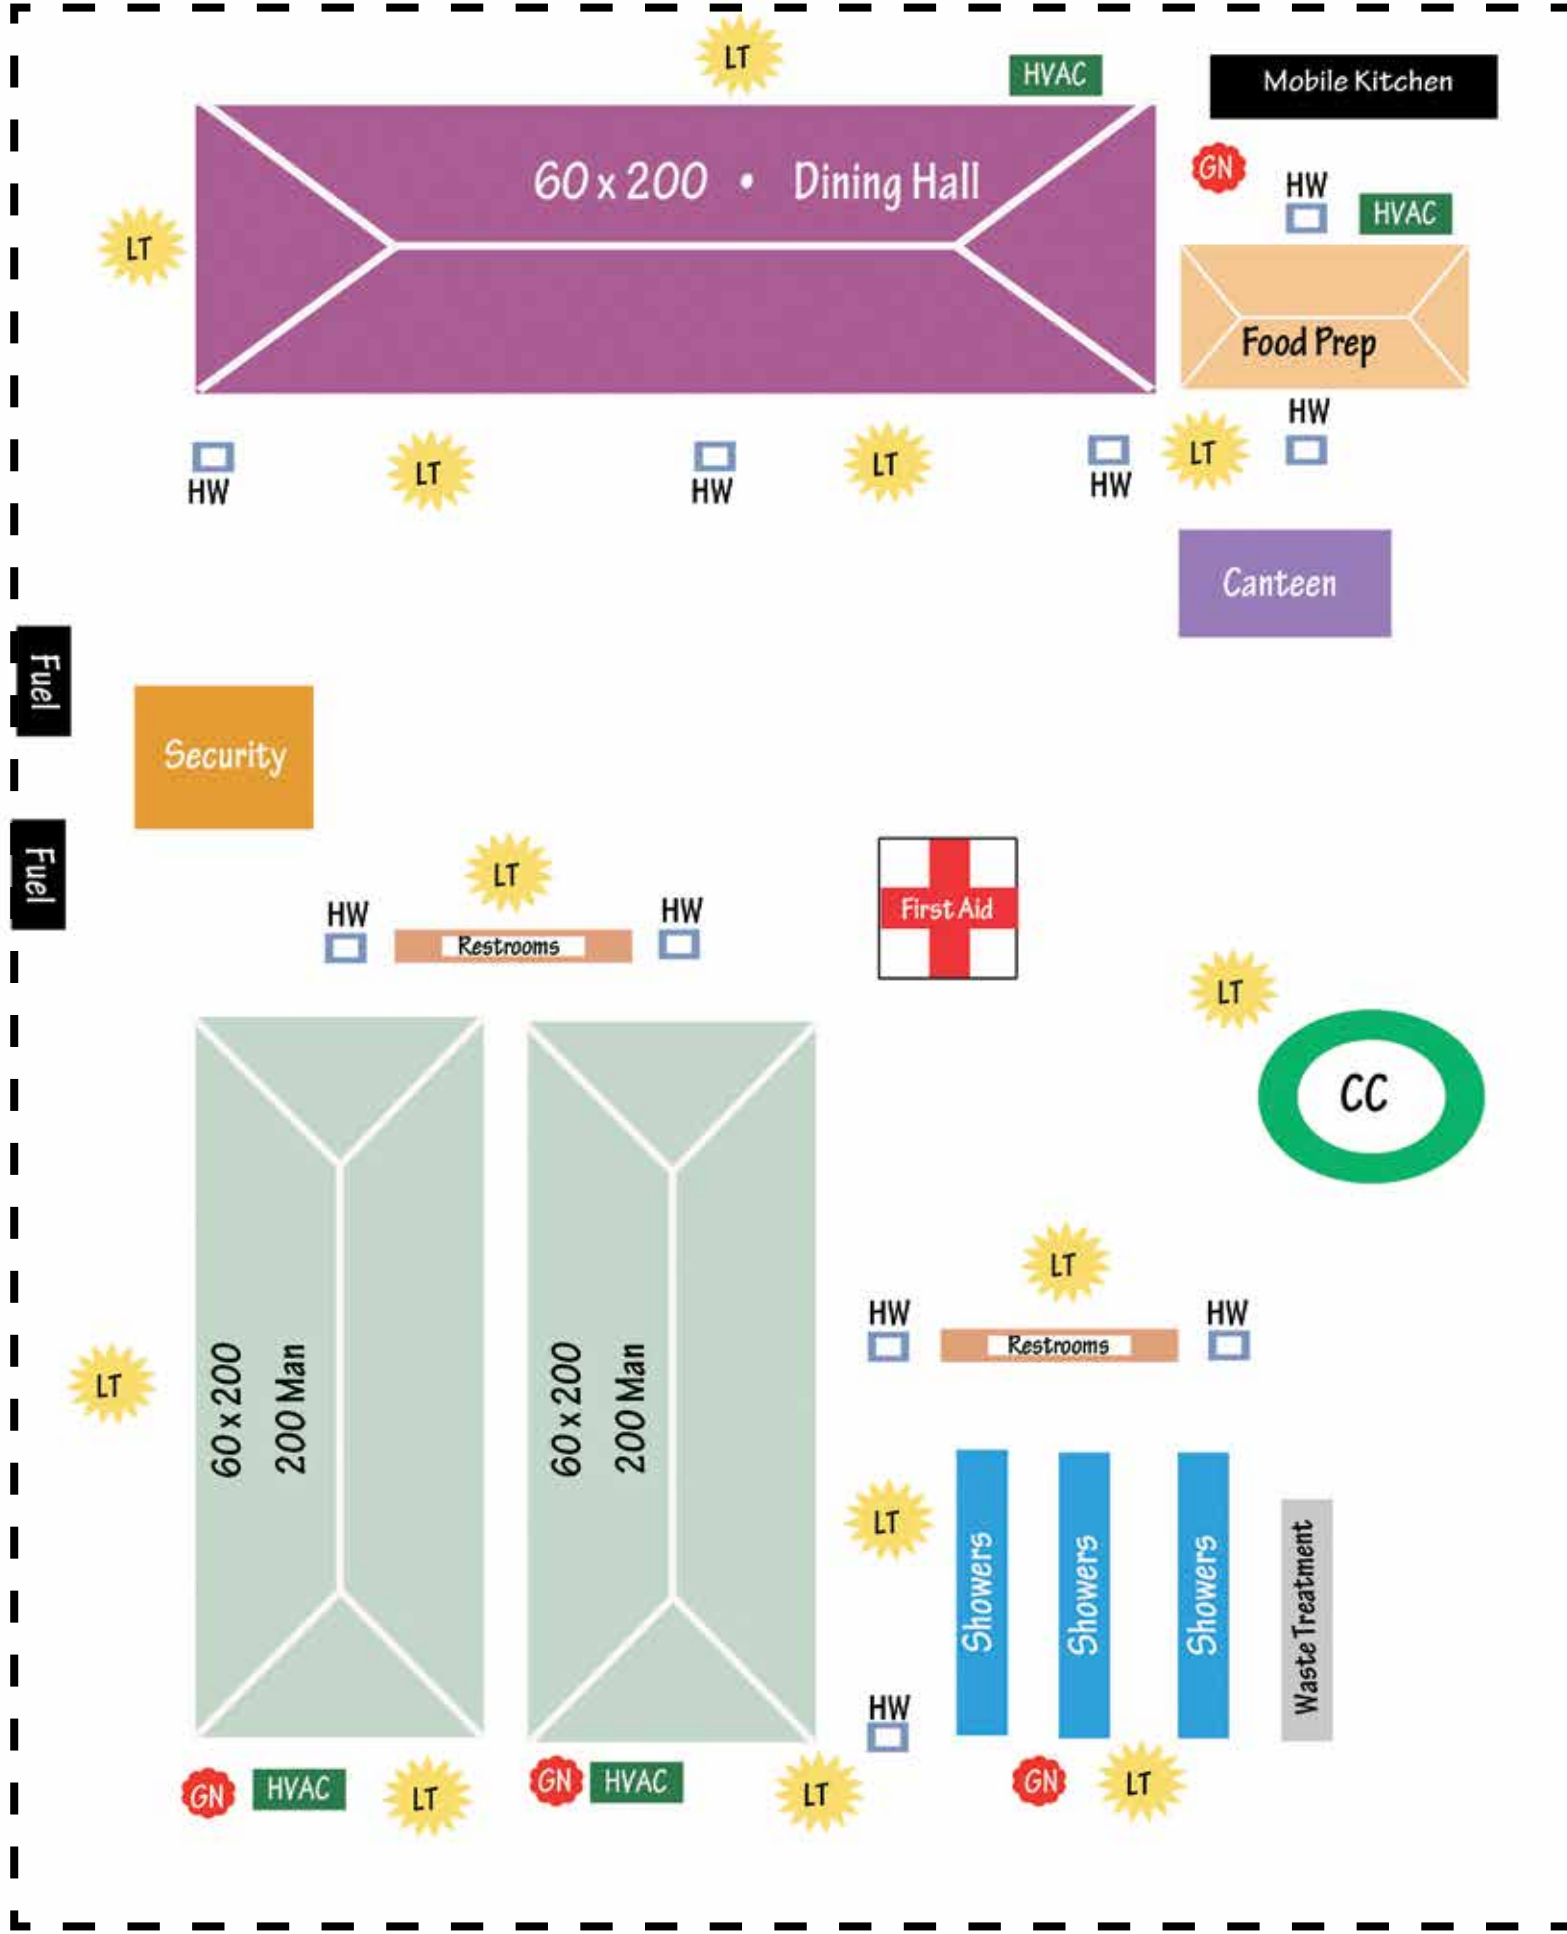 LT
HVAC
Mobile Kitchen
60 x 200 • Dining Hall
GN
HW
HVAC
LT
Food Prep
HW
HW
LT
HW
LT
HW
LT
Canteen
Fuel
Security
Fuel
LT
HW
Restrooms
HW
First Aid
LT
CC
LT
HW
Restrooms
HW
LT
60 x 200
200 Man
60 x 200
200 Man
LT
Showers
Showers
Showers
Waste Treatment
HW
GN
HVAC
LT
GN
HVAC
LT
GN
LT